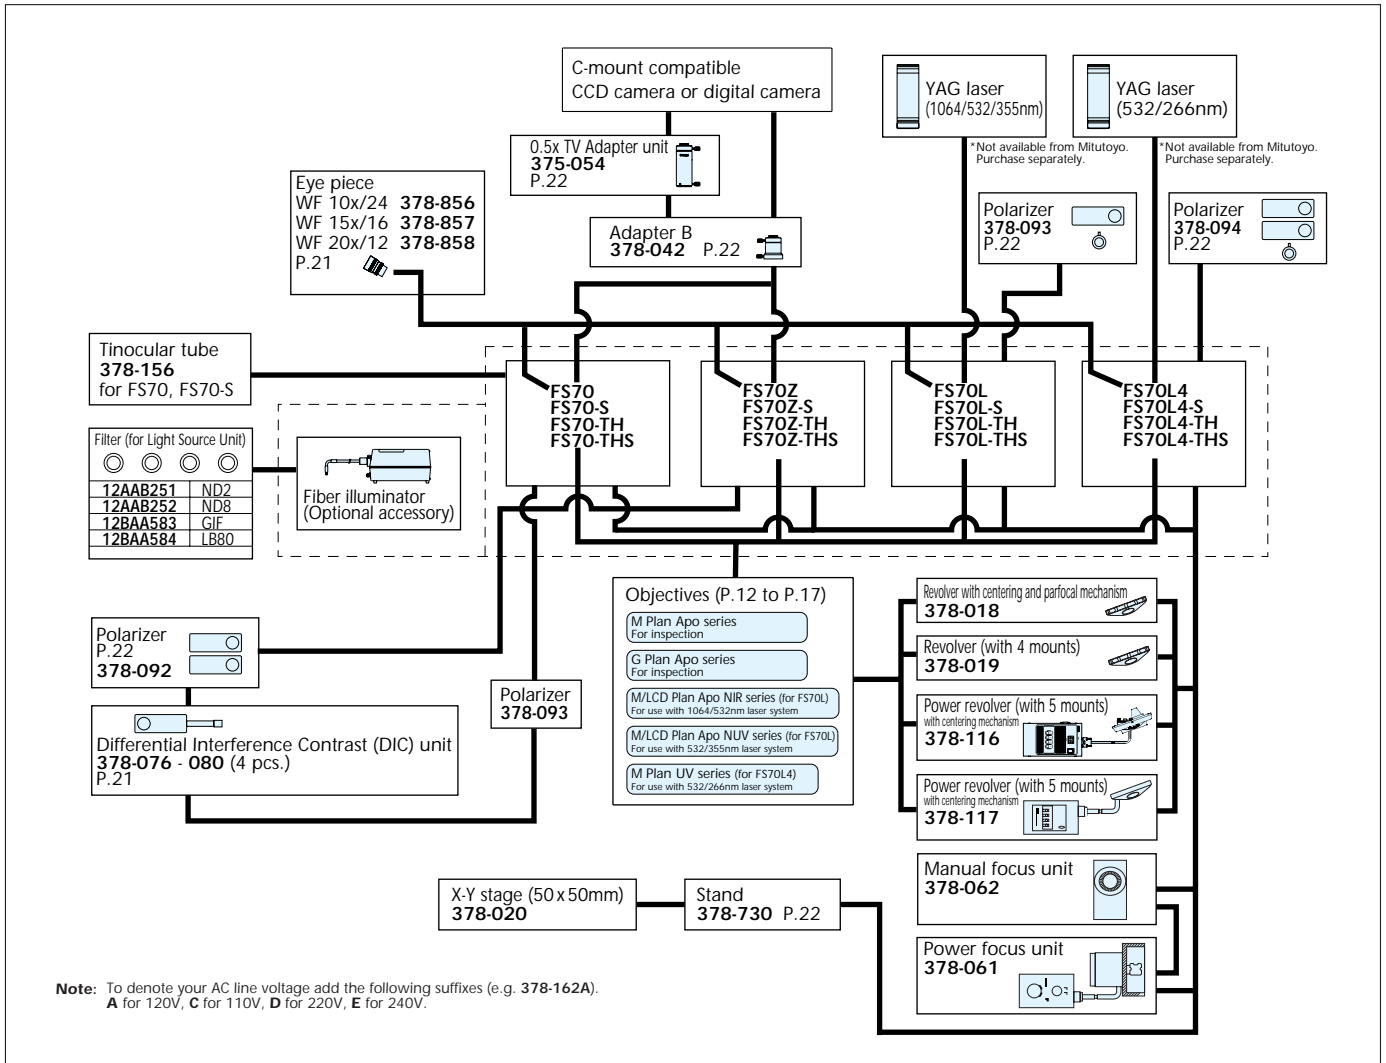 C-mount compatible
CCD camera or digital camera
YAG laser
(1064/532/355nm)
*Not available from Mitutoyo.
Purchase separately.
YAG laser
(532/266nm)
*Not available from Mitutoyo.
Purchase separately.
0.5x TV Adapter unit
375-054
P.22
Eye piece
WF 10x/24 378-856
WF 15x/16 378-857
WF 20x/12 378-858
P.21
Adapter B
378-042 P.22
Polarizer
378-093
P.22
Polarizer
378-094
P.22
Tinocular tube
378-156
for FS70, FS70-S
FS70
FS70-S
FS70-TH
FS70-THS
FS70Z
FS70Z-S
FS70Z-TH
FS70Z-THS
FS70L
FS70L-S
FS70L-TH
FS70L-THS
FS70L4
FS70L4-S
FS70L4-TH
FS70L4-THS
Filter (for Light Source Unit)
12AAB251 ND2
12AAB252 ND8
12BAA583 GIF
12BAA584 LB80
Fiber illuminator
(Optional accessory)
Objectives (P.12 to P.17)
M Plan Apo series
For inspection
G Plan Apo series
For inspection
M/LCD Plan Apo NIR series (for FS70L)
For use with 1064/532nm laser system
M/LCD Plan Apo NUV series (for FS70L)
For use with 532/355nm laser system
M Plan UV series (for FS70L4)
For use with 532/266nm laser system
Revolver with centering and parfocal mechanism
378-018
Revolver (with 4 mounts)
378-019
Power revolver (with 5 mounts)
with centering mechanism
378-116
Power revolver (with 5 mounts)
with centering mechanism
378-117
Polarizer
P.22
378-092
Polarizer
378-093
Differential Interference Contrast (DIC) unit
378-076 - 080 (4 pcs.)
P.21
X-Y stage (50 x 50mm)
378-020
Stand
378-730 P.22
Manual focus unit
378-062
Power focus unit
378-061
Note: To denote your AC line voltage add the following suffixes (e.g. 378-162A).
A for 120V, C for 110V, D for 220V, E for 240V.